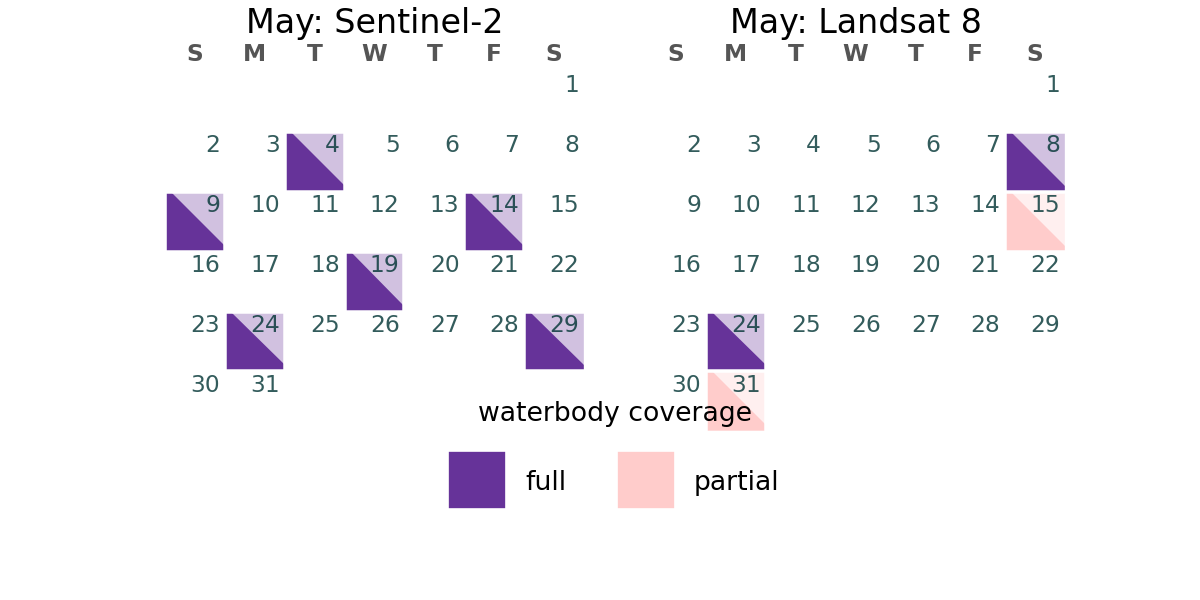 May: Sentinel-2
S M T W T F S
1
2 3 4 5 6 7 8
9 10 11 12 13 14 15
16 17 18 19 20 21 22
23 24 25 26 27 28 29
30 31
May: Landsat 8
S M T W T F S
1
2 3 4 5 6 7 8
9 10 11 12 13 14 15
16 17 18 19 20 21 22
23 24 25 26 27 28 29
30 31
waterbody coverage
full partial